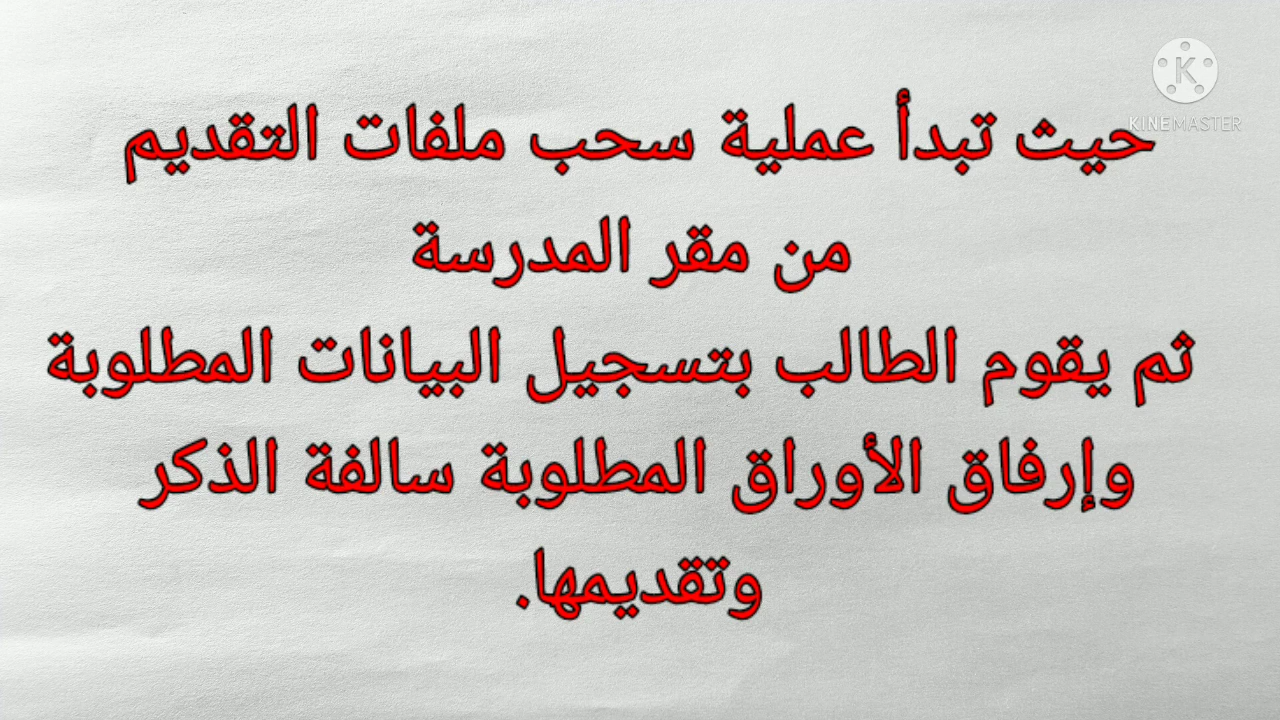 KINEMASTER
حيث تبدأ عملية سحب ملفات التقديم
من مقر المدرسة
ثم يقوم الطالب بتسجيل البيانات المطلوبة
وإرفاق الأوراق المطلوبة سالفة الذكر
وتقديمها.